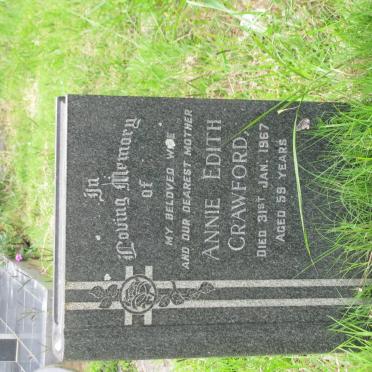 In
Loving Memory
of
MY BELOVED WIFE
AND OUR DEAREST MOTHER
ANNIE EDITH
CRAWFORD,
DIED 31ST JAN. 1967
AGED 59 YEARS